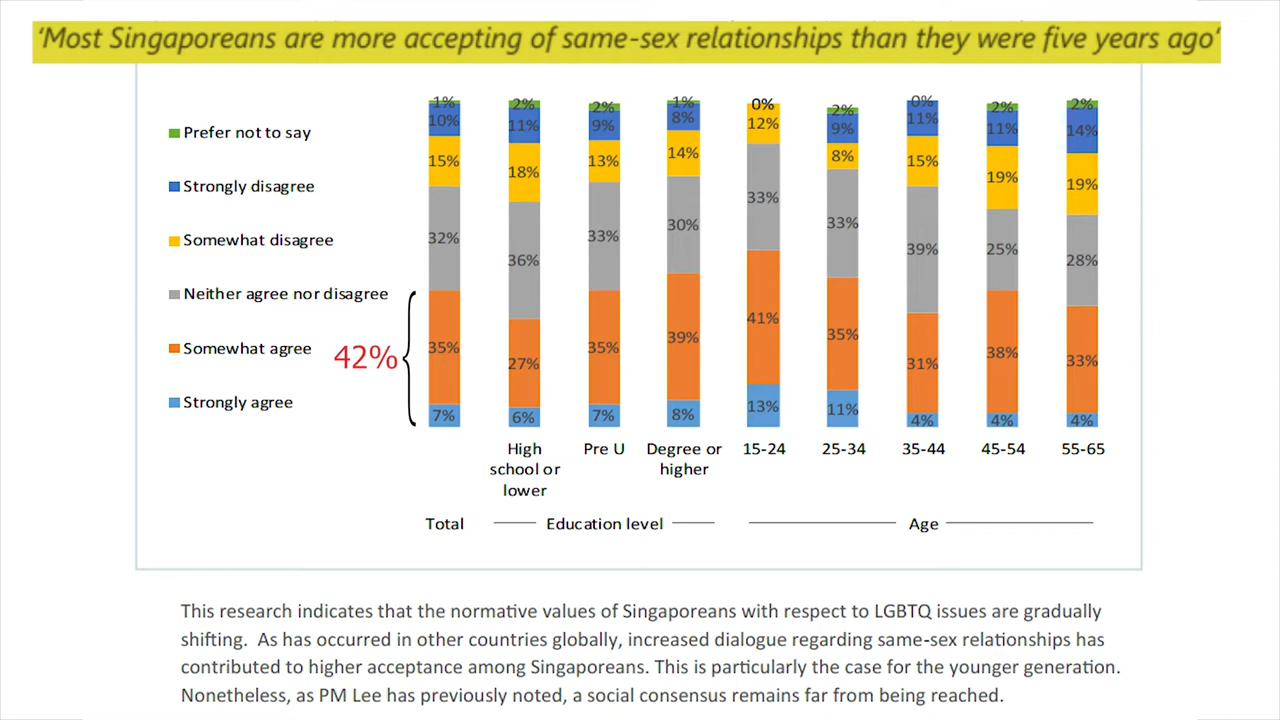 ‘Most Singaporeans are more accepting of same-sex relationships than they were five years ago’
1% 2% 2% 1% 0% 2% 0% 2% 2%
Prefer not to say
10% 11% 9% 8% 12% 9% 11% 11% 14%
Strongly disagree
15% 18% 13% 14% 8% 15% 19% 19%
Somewhat disagree
32% 36% 33% 30% 33% 33% 39% 25% 28%
Neither agree nor disagree
42%
Somewhat agree
35% 27% 35% 39% 41% 35% 31% 38% 33%
Strongly agree
7% 6% 7% 8% 13% 11% 4% 4% 4%
High school or lower
Pre U
Degree or higher
15-24 25-34 35-44 45-54 55-65
Total Education level Age
This research indicates that the normative values of Singaporeans with respect to LGBTQ issues are gradually
shifting. As has occurred in other countries globally, increased dialogue regarding same-sex relationships has
contributed to higher acceptance among Singaporeans. This is particularly the case for the younger generation.
Nonetheless, as PM Lee has previously noted, a social consensus remains far from being reached.